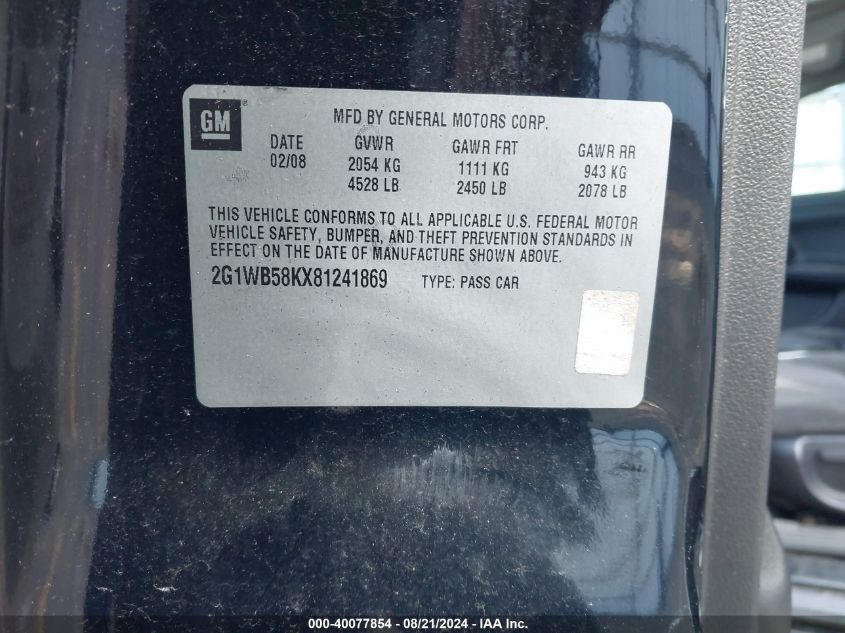 GM®
MFD BY GENERAL MOTORS CORP.
DATE GVWR GAWR FRT GAWR RR
02/08 2054 KG 1111 KG 943 KG
4528 LB 2450 LB 2078 LB
THIS VEHICLE CONFORMS TO ALL APPLICABLE U.S. FEDERAL MOTOR
VEHICLE SAFETY, BUMPER, AND THEFT PREVENTION STANDARDS IN
EFFECT ON THE DATE OF MANUFACTURE SHOWN ABOVE.
2G1WB58KX81241869 TYPE: PASS CAR
000-40077854 - 08/21/2024 - IAA Inc.